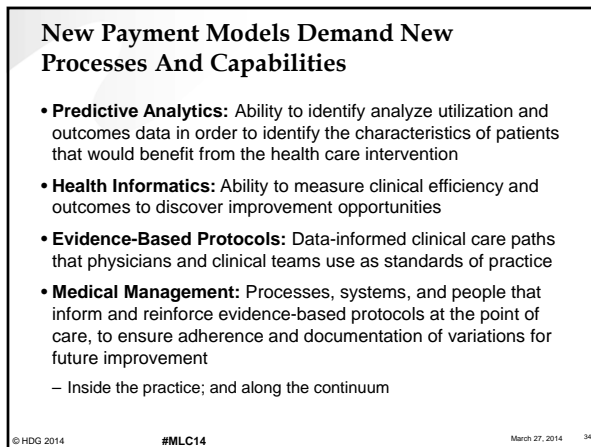 New Payment Models Demand New
Processes And Capabilities
• Predictive Analytics: Ability to identify analyze utilization and
outcomes data in order to identify the characteristics of patients
that would benefit from the health care intervention
• Health Informatics: Ability to measure clinical efficiency and
outcomes to discover improvement opportunities
• Evidence-Based Protocols: Data-informed clinical care paths
that physicians and clinical teams use as standards of practice
• Medical Management: Processes, systems, and people that
inform and reinforce evidence-based protocols at the point of
care, to ensure adherence and documentation of variations for
future improvement
– Inside the practice; and along the continuum
© HDG 2014 #MLC14 March 27, 2014 34